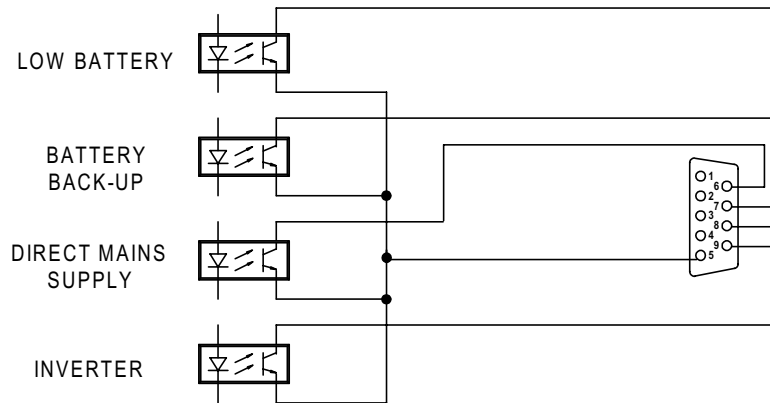 LOW BATTERY
BATTERY
BACK-UP
DIRECT MAINS
SUPPLY
INVERTER
1
6
2
7
3
8
4
9
5